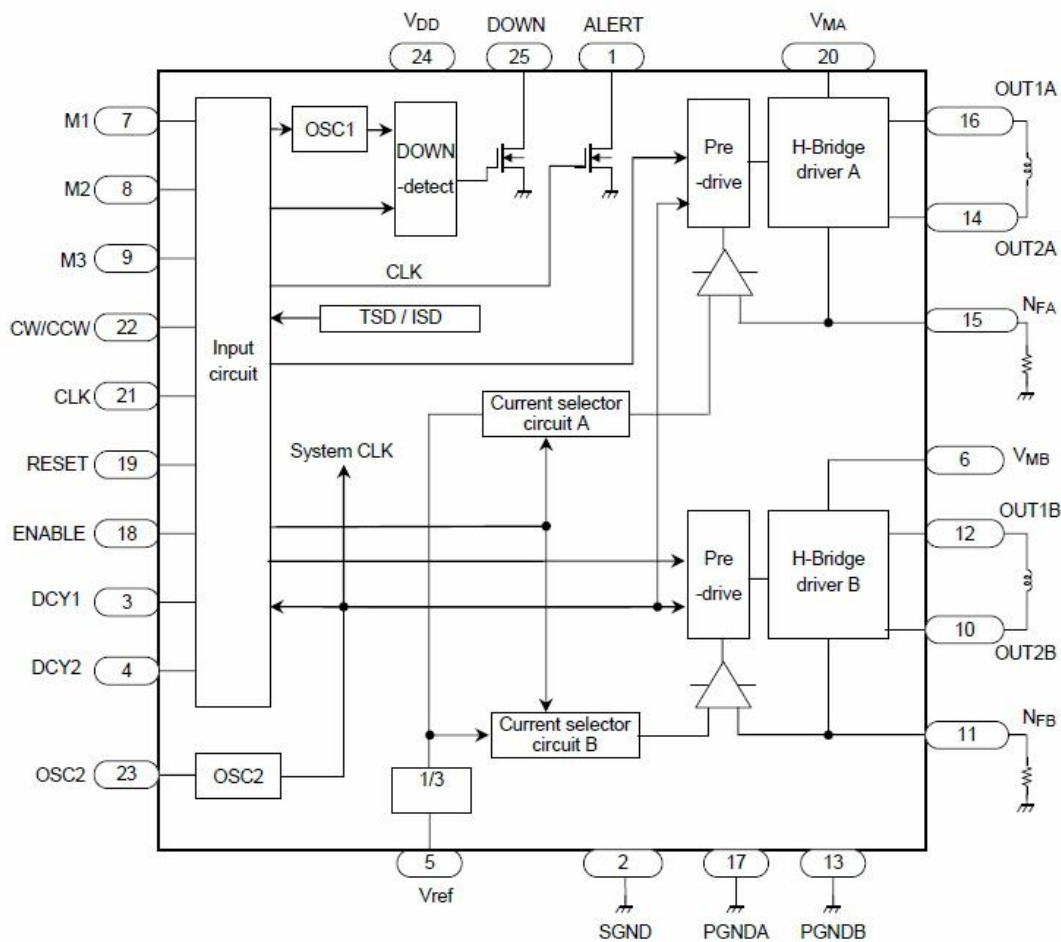 VDD
DOWN
ALERT
VMA
24
25
1
20
OUT1A
M1
7
OSC1
DOWN
-detect
Pre
-drive
H-Bridge
driver A
16
M2
8
14
OUT2A
M3
9
CLK
NFA
15
TSD / ISD
CW/CCW
22
Input
circuit
CLK
21
Current selector
circuit A
System CLK
RESET
19
6
VMB
OUT1B
ENABLE
18
12
Pre
-drive
H-Bridge
driver B
DCY1
3
10
OUT2B
DCY2
4
Current selector
circuit B
NFB
11
OSC2
23
OSC2
1/3
5
2
17
13
Vref
SGND
PGNDA
PGNDB